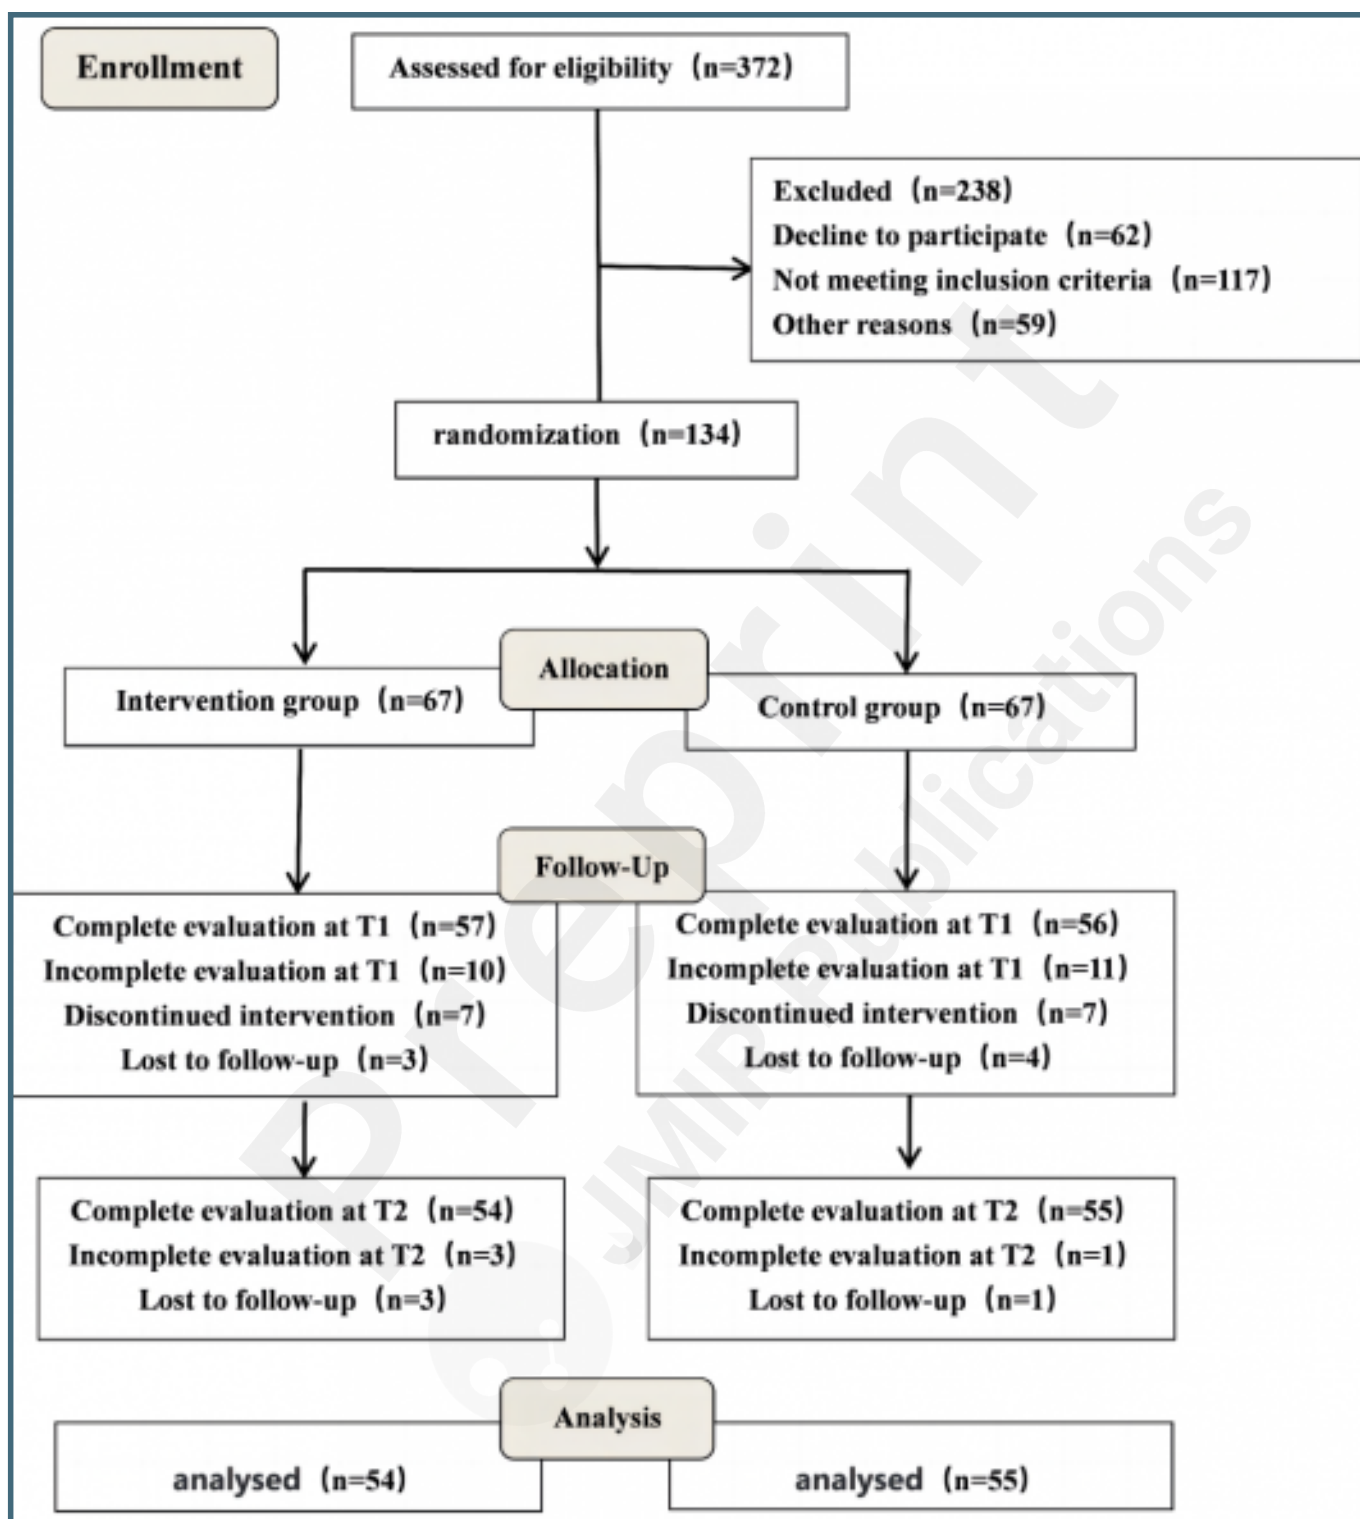 Enrollment
Assessed for eligibility (n=372)
Excluded (n=238)
Decline to participate (n=62)
Not meeting inclusion criteria (n=117)
Other reasons (n=59)
randomization (n=134)
Allocation
Intervention group (n=67)
Control group (n=67)
Follow-Up
Complete evaluation at T1 (n=57)
Incomplete evaluation at T1 (n=10)
Discontinued intervention (n=7)
Lost to follow-up (n=3)
Complete evaluation at T1 (n=56)
Incomplete evaluation at T1 (n=11)
Discontinued intervention (n=7)
Lost to follow-up (n=4)
Complete evaluation at T2 (n=54)
Incomplete evaluation at T2 (n=3)
Lost to follow-up (n=3)
Complete evaluation at T2 (n=55)
Incomplete evaluation at T2 (n=1)
Lost to follow-up (n=1)
Analysis
analysed (n=54)
analysed (n=55)
Preprint
JMIR Publications